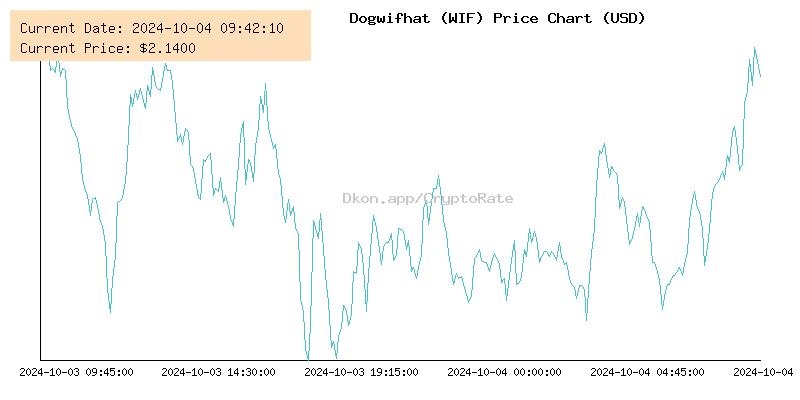 Dogwifhat (WIF) Price Chart (USD)
Current Date: 2024-10-04 09:42:10
Current Price: $2.1400
Dkon.app/CryptoRate
2024-10-03 09:45:00 2024-10-03 14:30:00 2024-10-03 19:15:00 2024-10-04 00:00:00 2024-10-04 04:45:00 2024-10-04